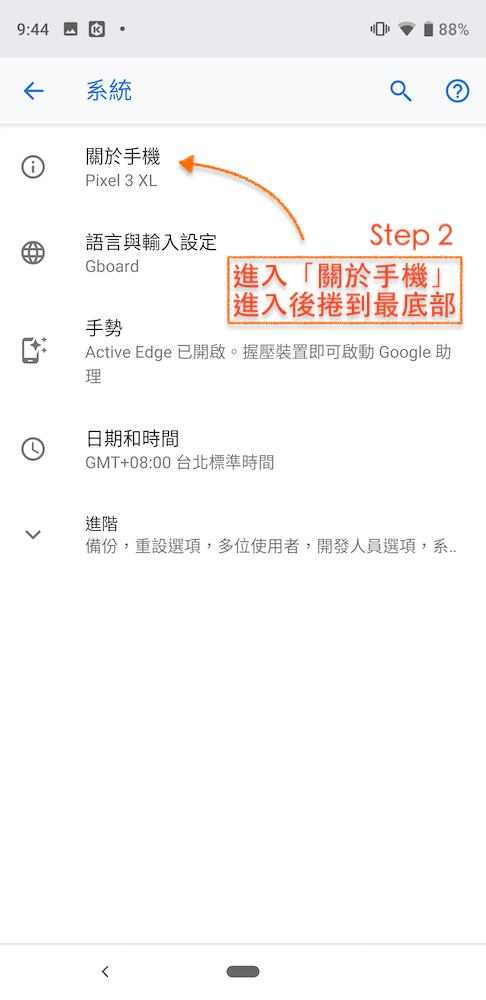 9:44
88%
系統
關於手機
Pixel 3 XL
Step 2
語言與輸入設定
Gboard
進入「關於手機」
進入後捲到最底部
手勢
Active Edge 已開啟。握壓裝置即可啟動 Google 助
理
日期和時間
GMT+08:00 台北標準時間
進階
備份，重設選項，多位使用者，開發人員選項，系..